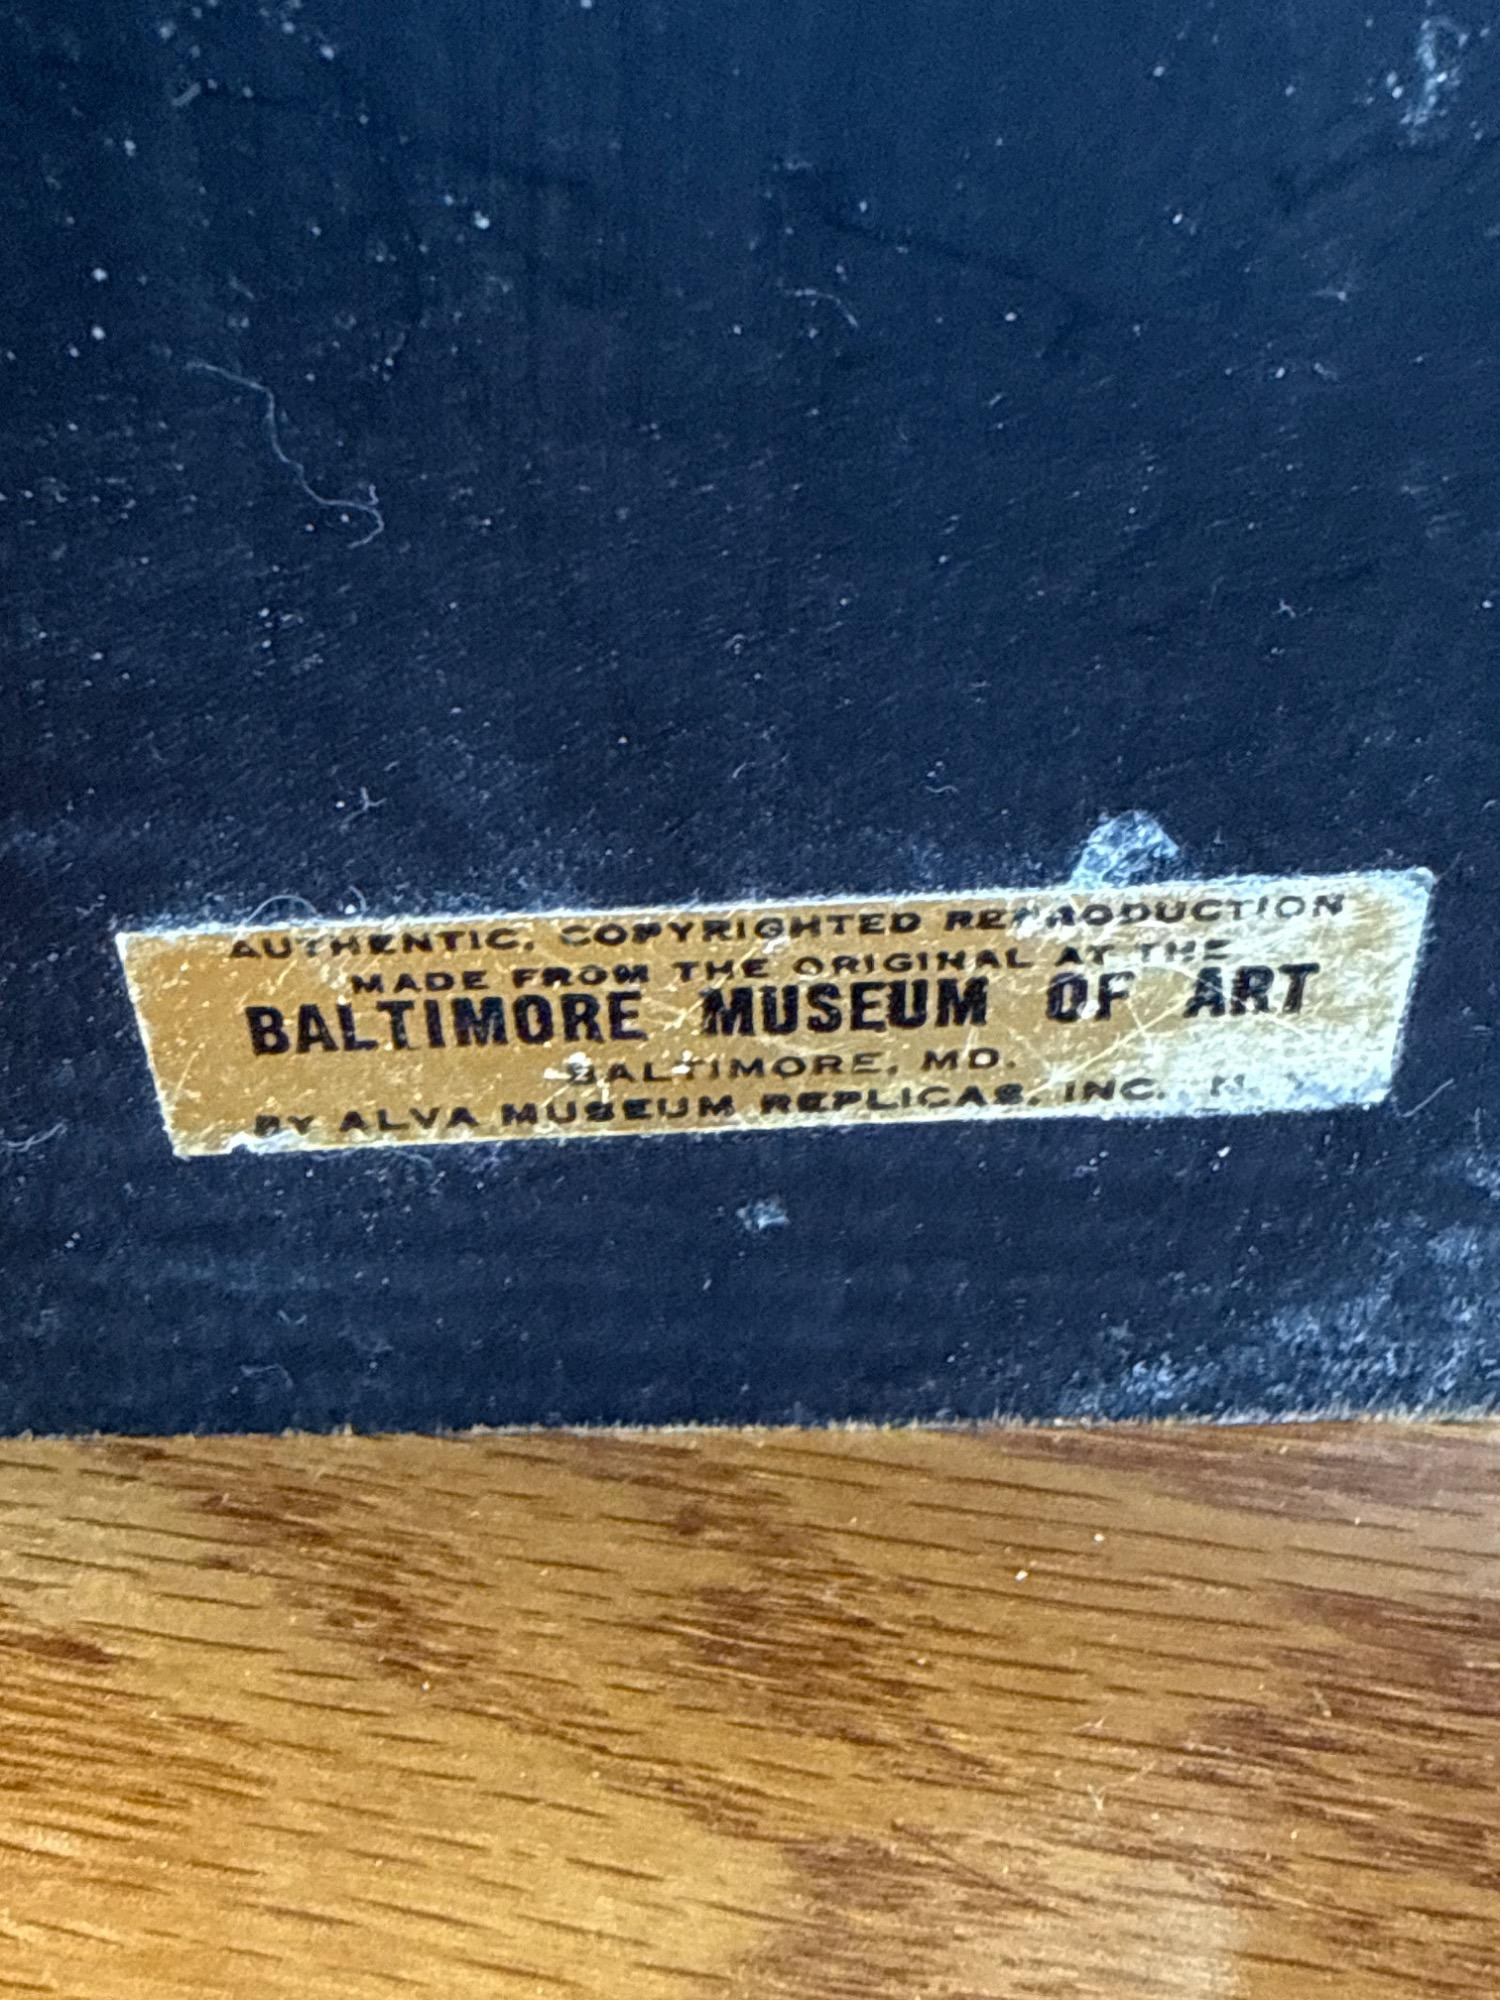 AUTHENTIC, COPYRIGHTED REPRODUCTION
MADE FROM THE ORIGINAL AT THE
BALTIMORE MUSEUM OF ART
BALTIMORE, MD.
BY ALVA MUSEUM REPLICAS, INC. N.